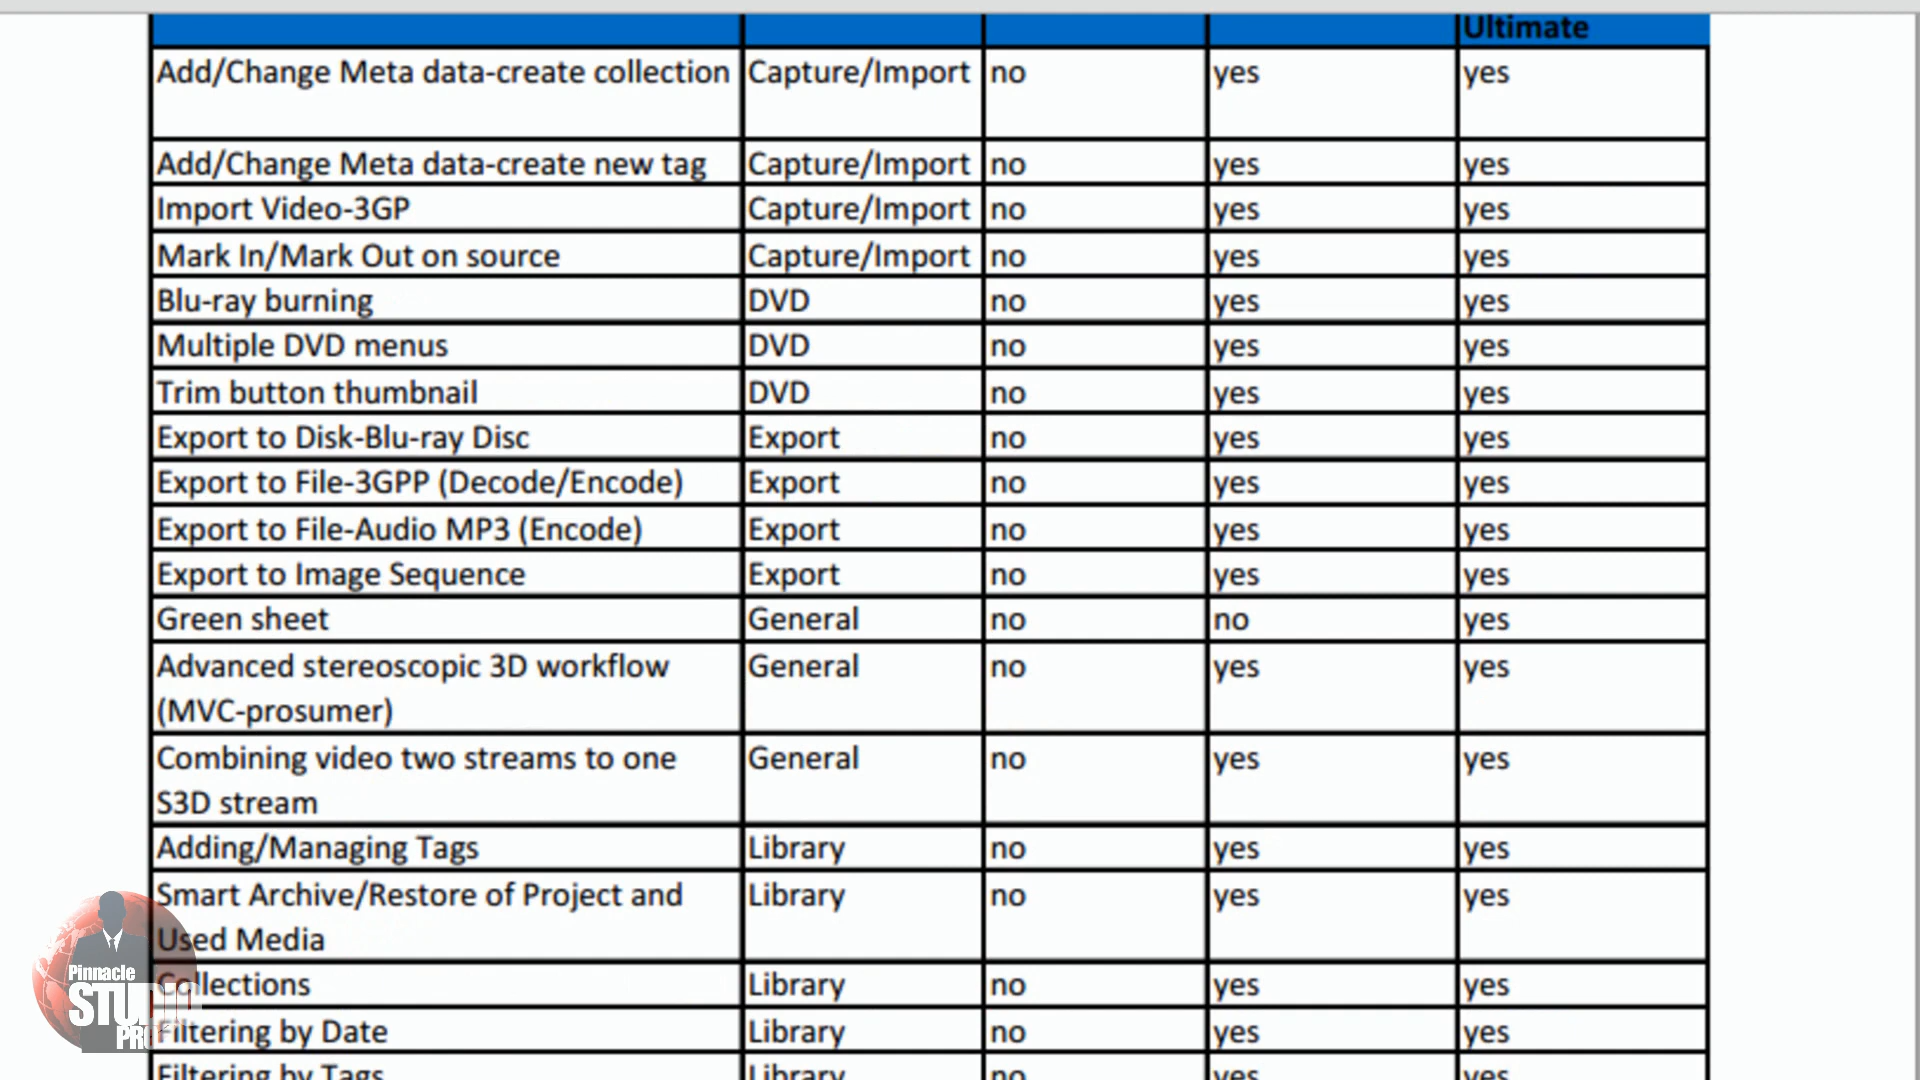 Ultimate
Add/Change Meta data-create collection Capture/Import no yes yes
Add/Change Meta data-create new tag Capture/Import no yes yes
Import Video-3GP Capture/Import no yes yes
Mark In/Mark Out on source Capture/Import no yes yes
Blu-ray burning DVD no yes yes
Multiple DVD menus DVD no yes yes
Trim button thumbnail DVD no yes yes
Export to Disk-Blu-ray Disc Export no yes yes
Export to File-3GPP (Decode/Encode) Export no yes yes
Export to File-Audio MP3 (Encode) Export no yes yes
Export to Image Sequence Export no yes yes
Green sheet General no no yes
Advanced stereoscopic 3D workflow General no yes yes
(MVC-prosumer)
Combining video two streams to one General no yes yes
S3D stream
Adding/Managing Tags Library no yes yes
Smart Archive/Restore of Project and Library no yes yes
Used Media
Collections Library no yes yes
Filtering by Date Library no yes yes
Filtering by Tags Library no yes yes
Pinnacle
STUDIO
PRO